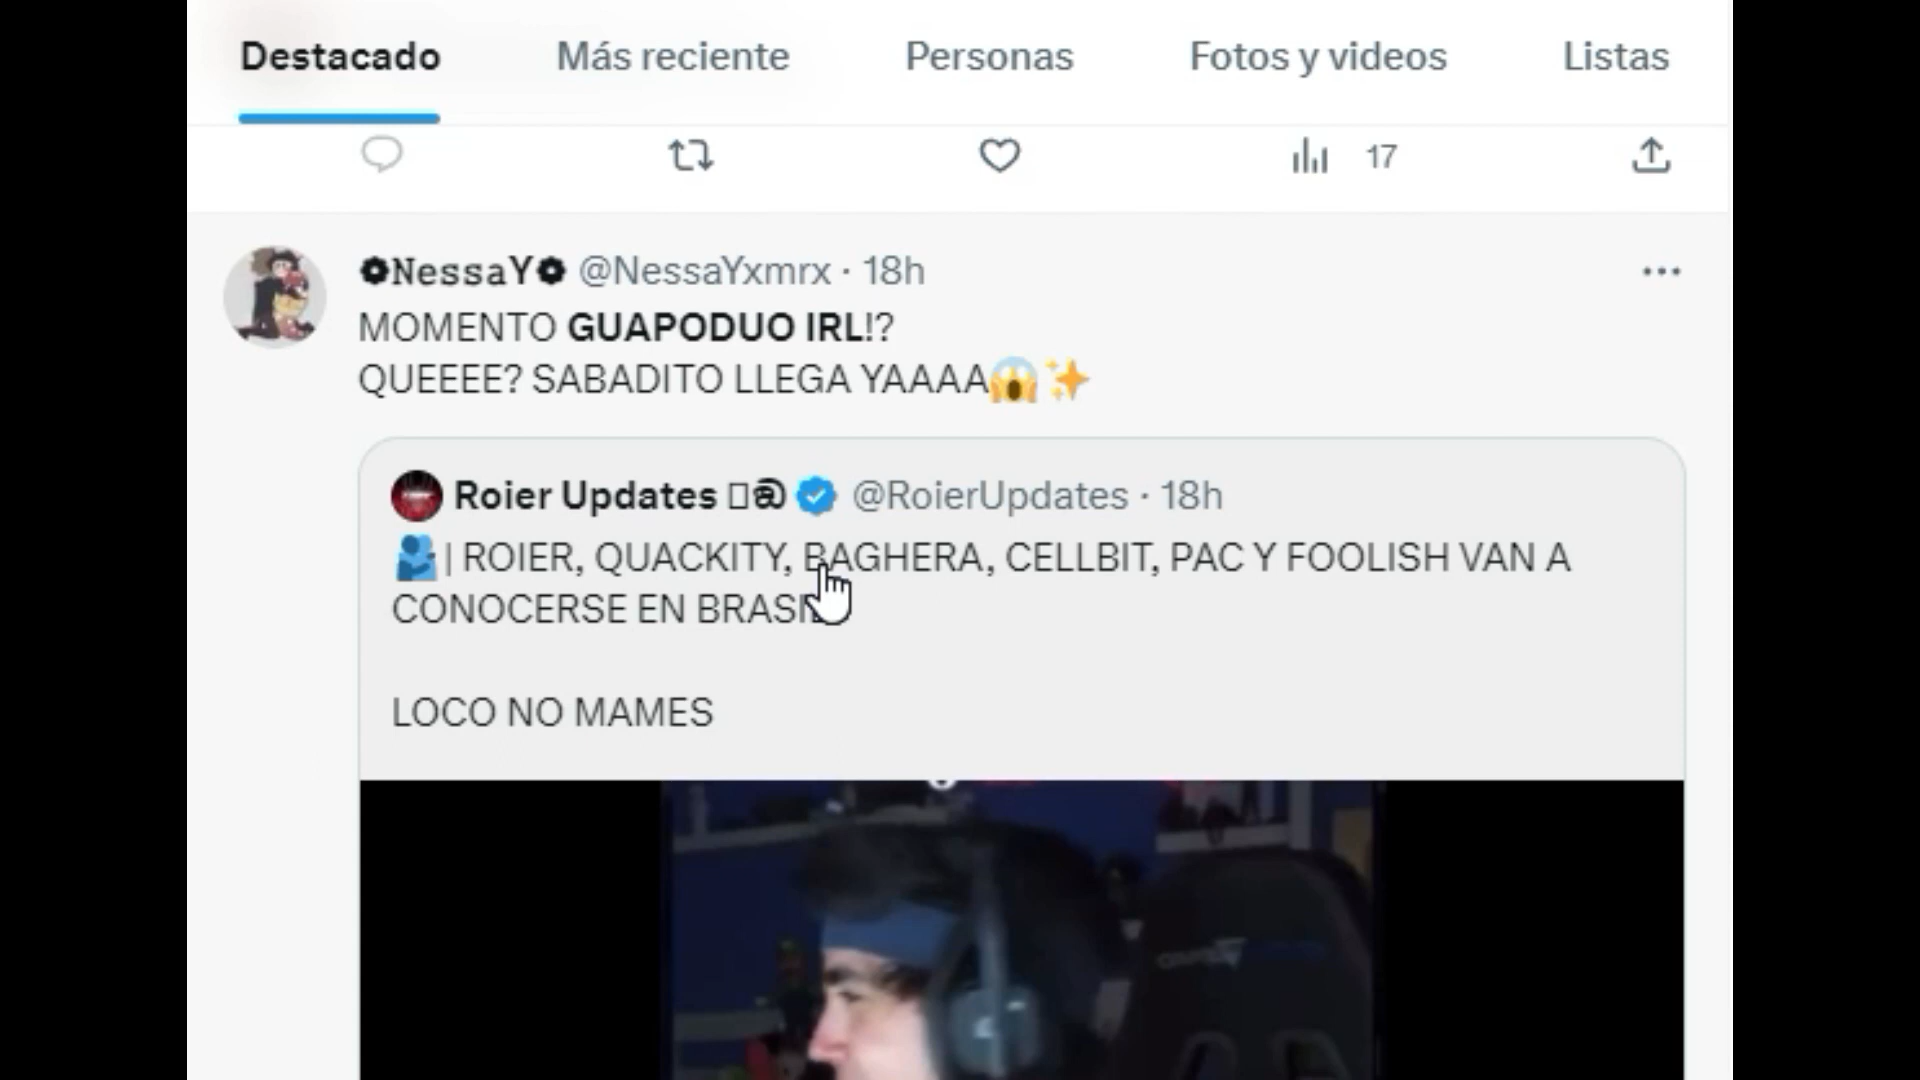 Destacado Más reciente Personas Fotos y videos Listas
17
NessaY @NessaYxmrx · 18h
MOMENTO GUAPODUO IRL!?
QUEEEE? SABADITO LLEGA YAAAA😱✨
Roier Updates @RoierUpdates · 18h
🫂| ROIER, QUACKITY, BAGHERA, CELLBIT, PAC Y FOOLISH VAN A
CONOCERSE EN BRASIL
LOCO NO MAMES